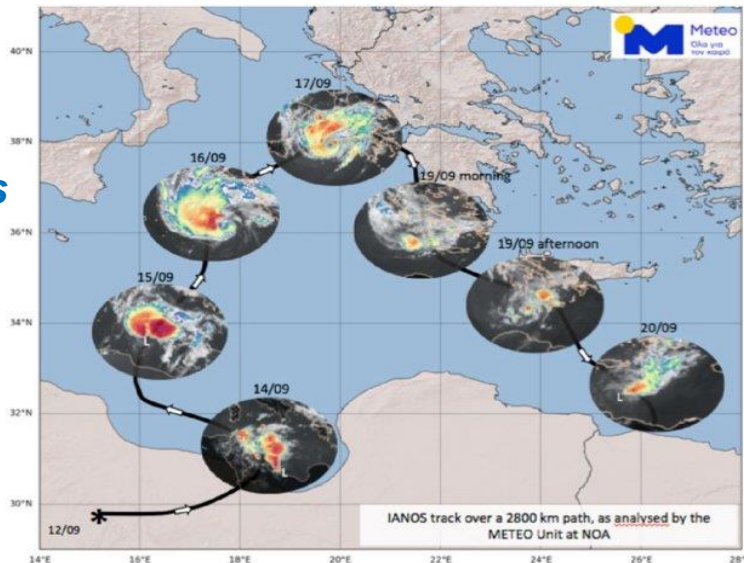 Meteo
Όλα για
τον καιρό
s
40°N
38°N
36°N
34°N
32°N
30°N
17/09
16/09
19/09 morning
19/09 afternoon
15/09
20/09
14/09
L
L
L
12/09
IANOS track over a 2800 km path, as analysed by the
METEO Unit at NOA
14°E 16°E 18°E 20°E 22°E 24°E 26°E 28°E